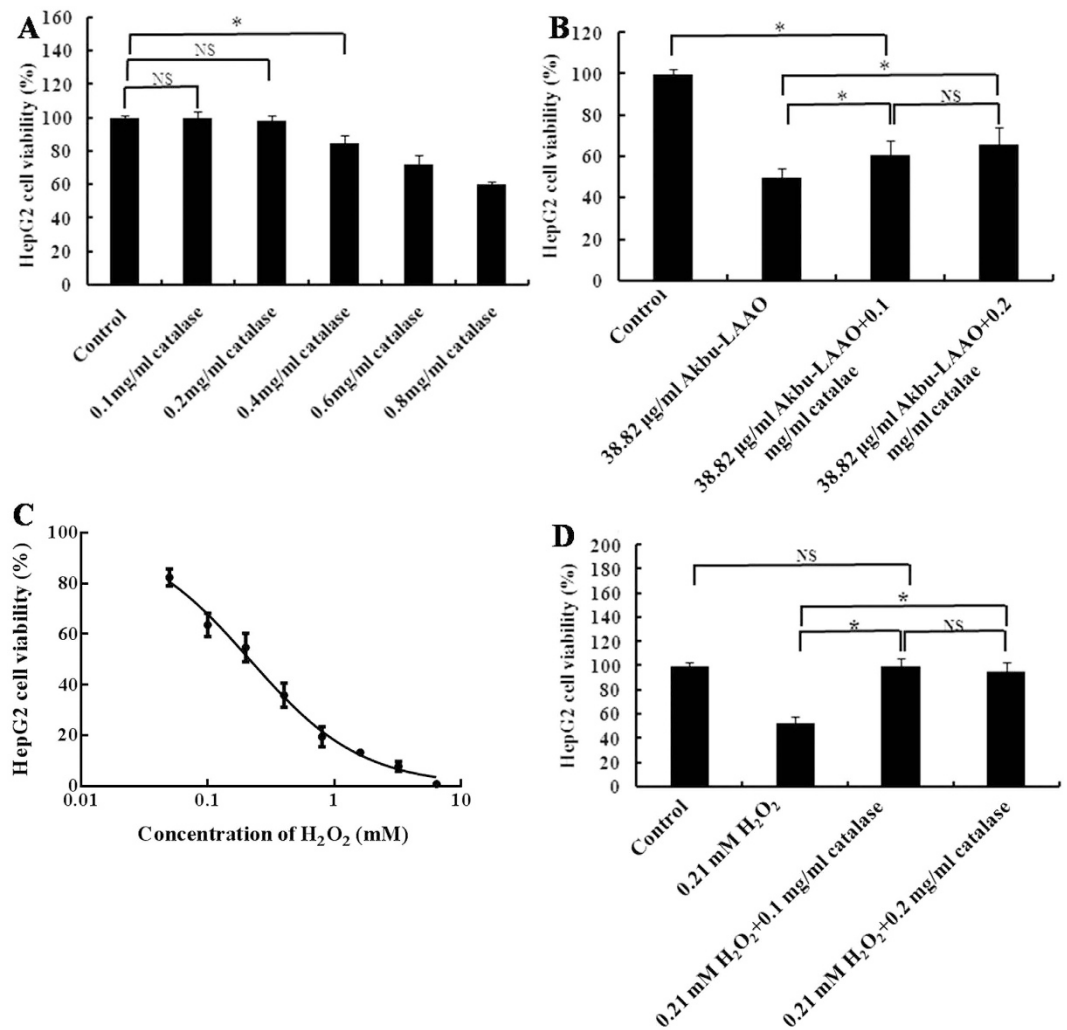 A
HepG2 cell viability (%)
160
140
120
100
80
60
40
20
0
*
NS
NS
Control
0.1mg/ml catalase
0.2mg/ml catalase
0.4mg/ml catalase
0.6mg/ml catalase
0.8mg/ml catalase
B
HepG2 cell viability (%)
120
100
80
60
40
20
0
*
*
*
NS
Control
38.82 μg/ml Akbu-LAAO
38.82 μg/ml Akbu-LAAO+0.1
mg/ml catalae
38.82 μg/ml Akbu-LAAO+0.2
mg/ml catalae
C
HepG2 cell viability (%)
100
80
60
40
20
0
0.01
0.1
1
10
Concentration of H₂O₂ (mM)
D
HepG2 cell viability (%)
200
180
160
140
120
100
80
60
40
20
0
NS
*
*
NS
Control
0.21 mM H₂O₂
0.21 mM H₂O₂+0.1 mg/ml catalase
0.21 mM H₂O₂+0.2 mg/ml catalase